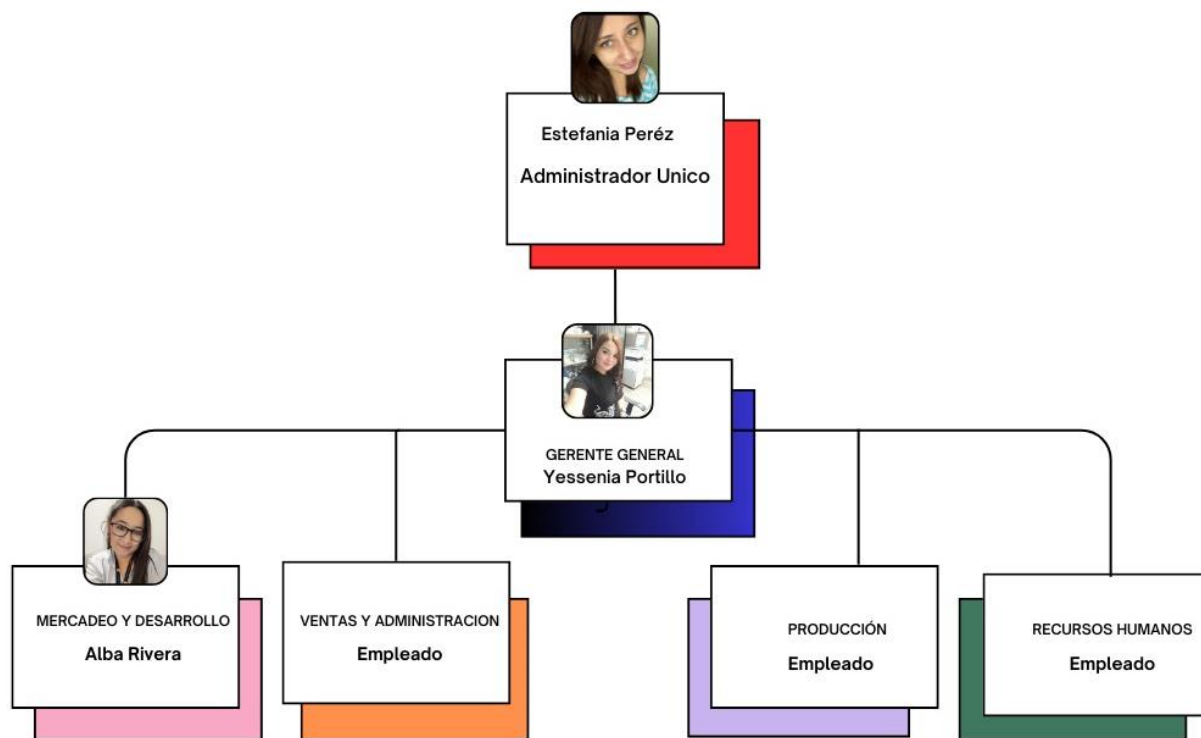 Estefania Peréz
Administrador Unico
GERENTE GENERAL
Yessenia Portillo
MERCADEO Y DESARROLLO
Alba Rivera
VENTAS Y ADMINISTRACION
Empleado
PRODUCCIÓN
Empleado
RECURSOS HUMANOS
Empleado